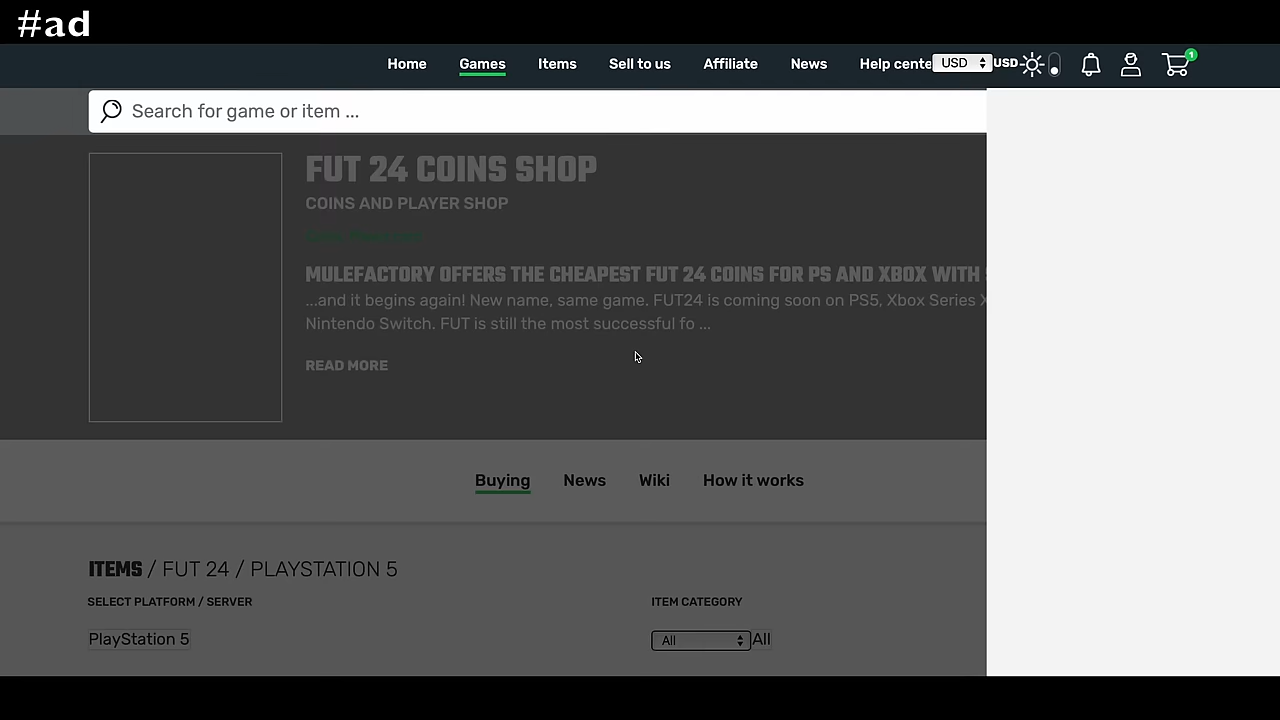 #ad
Home Games Items Sell to us Affiliate News Help cente USD USD 1
Search for game or item ...
FUT 24 COINS SHOP
COINS AND PLAYER SHOP
MULEFACTORY OFFERS THE CHEAPEST FUT 24 COINS FOR PS AND XBOX WITH
...and it begins again! New name, same game. FUT24 is coming soon on PS5, Xbox Series X
Nintendo Switch. FUT is still the most successful fo ...
READ MORE
Buying News Wiki How it works
ITEMS / FUT 24 / PLAYSTATION 5
SELECT PLATFORM / SERVER ITEM CATEGORY
PlayStation 5 All All